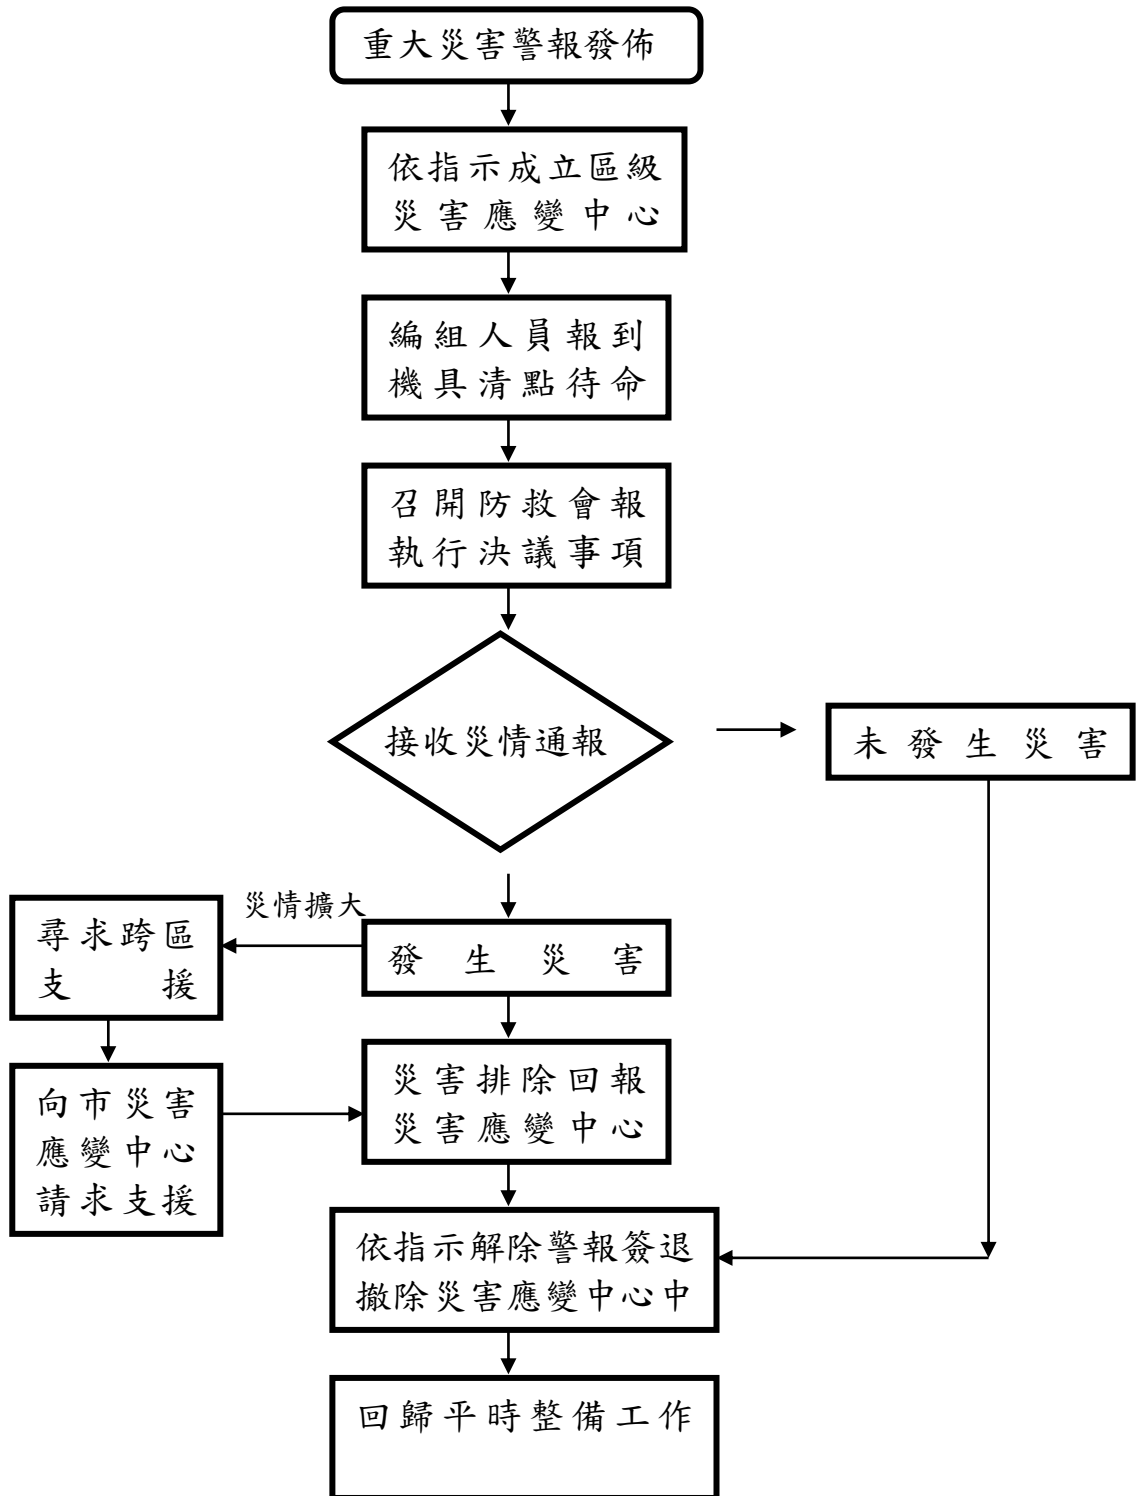 重大災害警報發佈
依指示成立區級
災害應變中心
編組人員報到
機具清點待命
召開防救會報
執行決議事項
接收災情通報
未發生災害
災情擴大
尋求跨區
支援
發生災害
向市災害
應變中心
請求支援
災害排除回報
災害應變中心
依指示解除警報簽退
撤除災害應變中心中
回歸平時整備工作